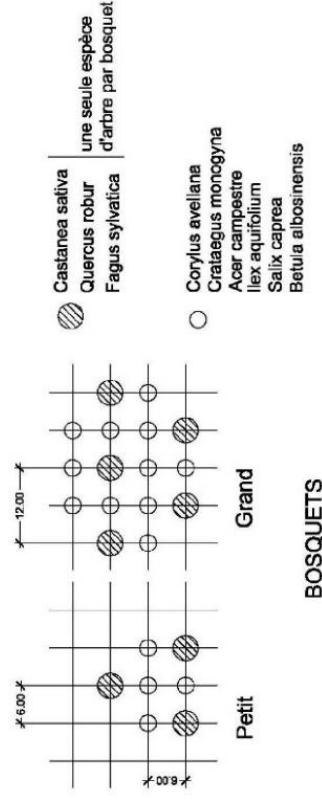 Castanea sativa
Quercus robur
Fagus sylvatica
une seule espèce
d'arbre par bosquet
Corylus avellana
Crataegus monogyna
Acer campestre
Ilex aquifolium
Salix caprea
Betula albosinensis
6.00
12.00
6.00
Petit
Grand
BOSQUETS